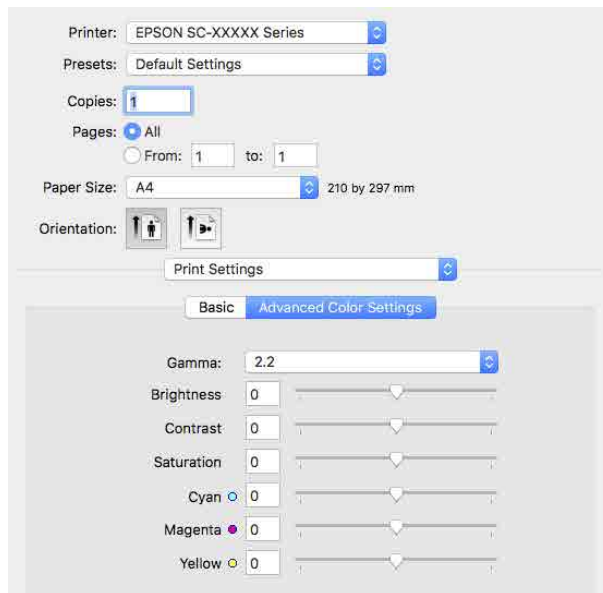 Printer: EPSON SC-XXXXX Series
Presets: Default Settings
Copies: 1
Pages: All
From: 1 to: 1
Paper Size: A4 210 by 297 mm
Orientation:
Print Settings
Basic Advanced Color Settings
Gamma: 2.2
Brightness 0
Contrast 0
Saturation 0
Cyan 0
Magenta 0
Yellow 0